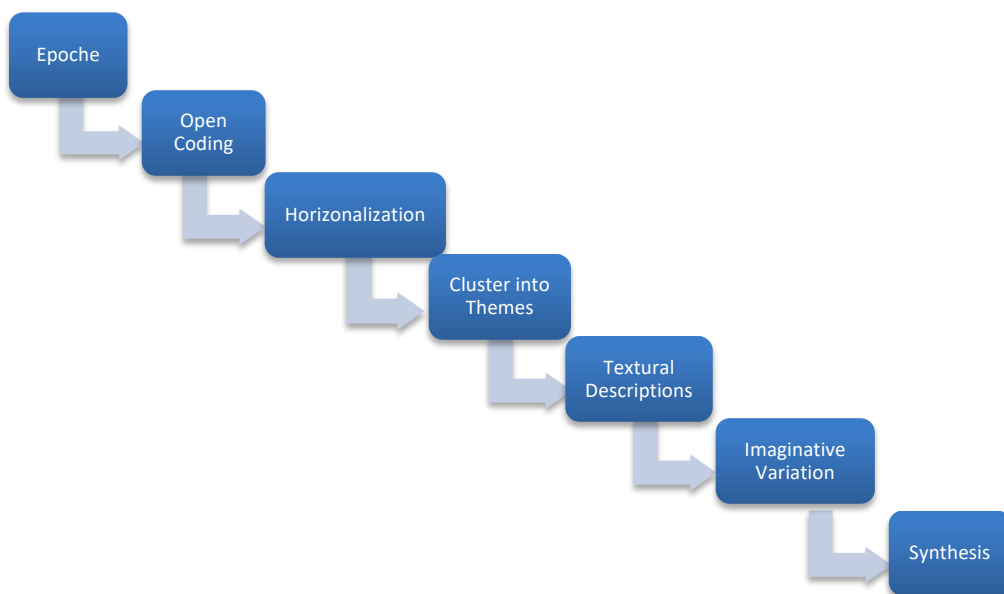 Epoche
Open
Coding
Horizonalization
Cluster into
Themes
Textural
Descriptions
Imaginative
Variation
Synthesis